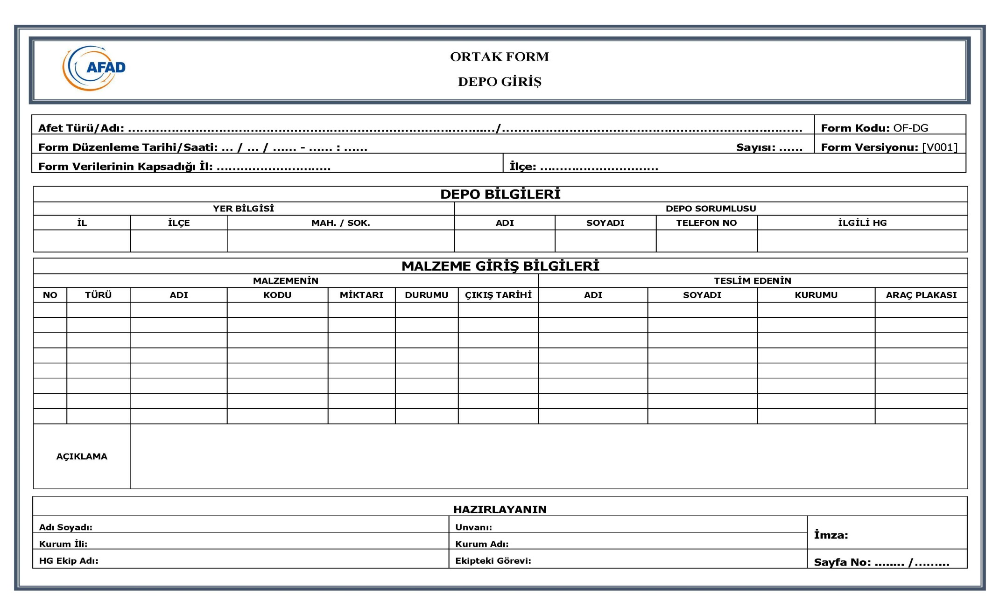 AFAD
ORTAK FORM
DEPO GİRİŞ
Afet Türü/Adı: ............................................................................................./............................................................................ Form Kodu: OF-DG
Form Düzenleme Tarihi/Saati: ... / ... / ...... - ...... : ...... Sayısı: ...... Form Versiyonu: [V001]
Form Verilerinin Kapsadığı İl: ............................. İlçe: ..............................
DEPO BİLGİLERİ
YER BİLGİSİ DEPO SORUMLUSU
İL İLÇE MAH. / SOK. ADI SOYADI TELEFON NO İLGİLİ HG
MALZEME GİRİŞ BİLGİLERİ
MALZEMENİN TESLİM EDENİN
NO TÜRÜ ADI KODU MİKTARI DURUMU ÇIKIŞ TARİHİ ADI SOYADI KURUMU ARAÇ PLAKASI
AÇIKLAMA
HAZIRLAYANIN
Adı Soyadı: Unvanı:
İmza:
Kurum İli: Kurum Adı:
HG Ekip Adı: Ekipteki Görevi: Sayfa No: ........ /.........